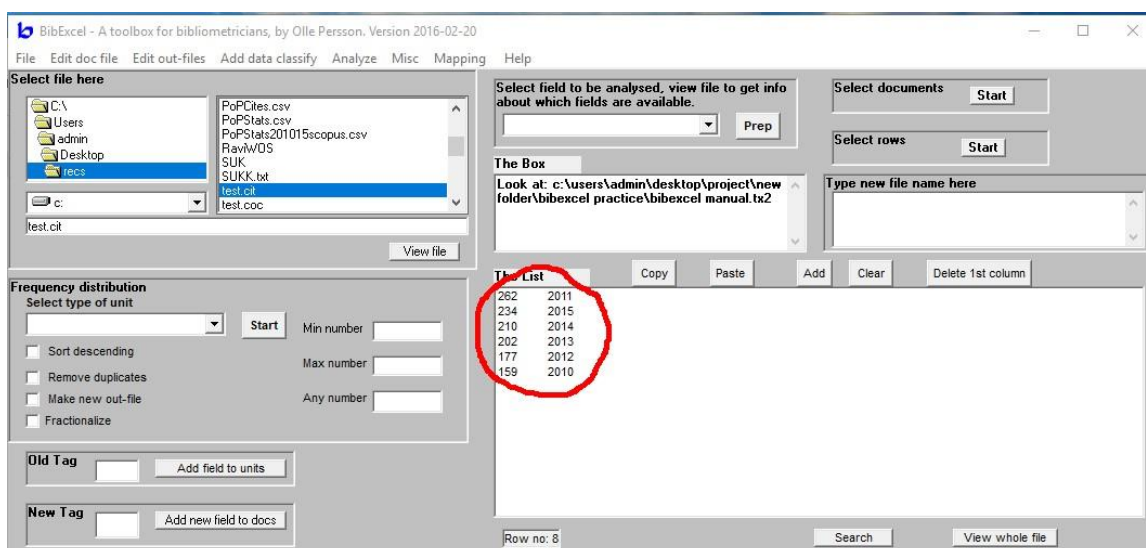 BibExcel - A toolbox for bibliometricians, by Olle Persson. Version 2016-02-20
File Edit doc file Edit out-files Add data classify Analyze Misc Mapping Help
Select file here
C:\
Users
admin
Desktop
recs
c:
PoPCites.csv
PoPStats.csv
PoPStats201015scopus.csv
RaviWOS
SUK
SUKK.txt
test.cit
test.coc
test.cit
View file
Select field to be analysed, view file to get info
about which fields are available.
Prep
Select documents
Start
Select rows
Start
The Box
Look at: c:\users\admin\desktop\project\new
folder\bibexcel practice\bibexcel manual.tx2
Type new file name here
Frequency distribution
Select type of unit
Start
Sort descending
Remove duplicates
Make new out-file
Fractionalize
Min number
Max number
Any number
Old Tag
Add field to units
New Tag
Add new field to docs
The List
Copy
Paste
Add
Clear
Delete 1st column
262 2011
234 2015
210 2014
202 2013
177 2012
159 2010
Row no: 8
Search
View whole file